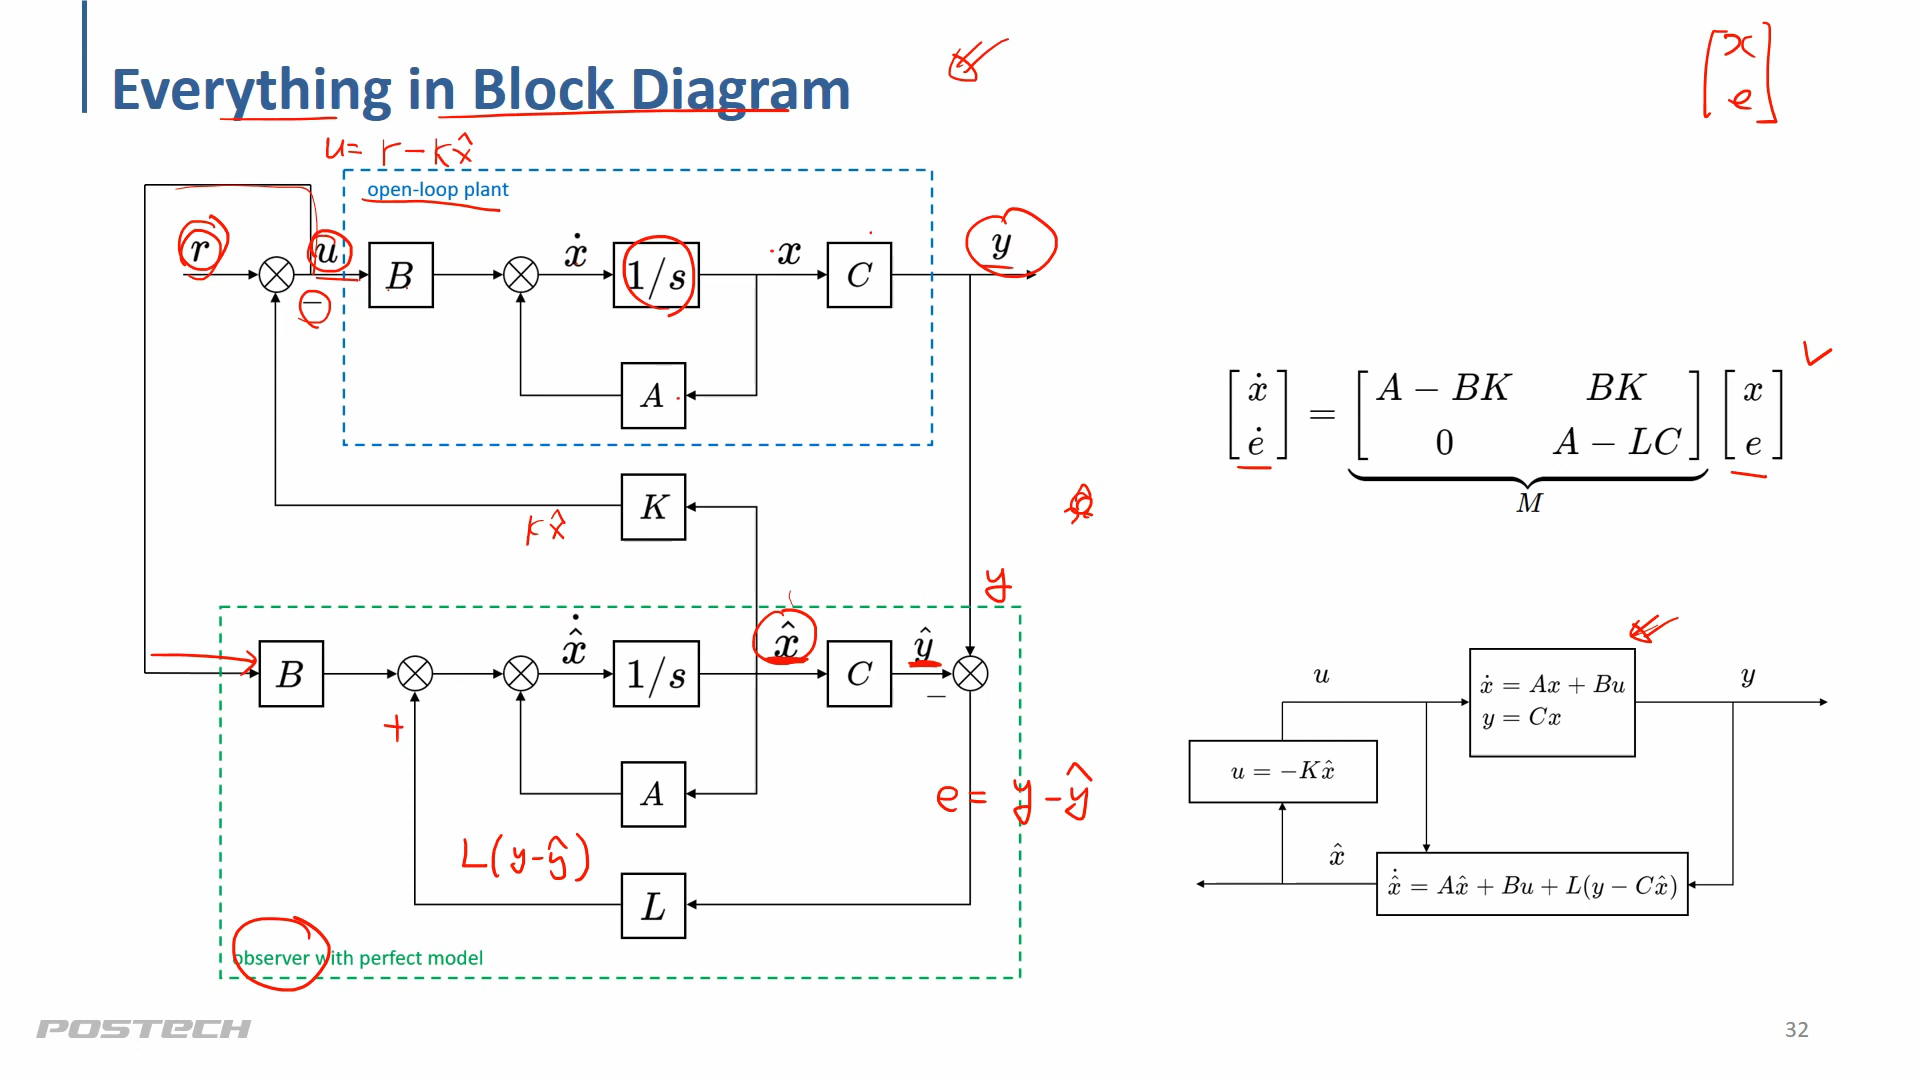 Everything in Block Diagram
[x
e]
u = r - Kx̂
open-loop plant
r
u
B
ẋ
1/s
x
C
y
−
A
K
Kx̂
y
[ẋ ė] = [A − BK BK 0 A − LC] [x e]
M
B
x̂̇
1/s
x̂
C
ŷ
−
+
A
e = y - ŷ
L(y-ŷ)
L
observer with perfect model
u
ẋ = Ax + Bu
y = Cx
y
u = −Kx̂
x̂
x̂̇ = Ax̂ + Bu + L(y − Cx̂)
POSTECH
32